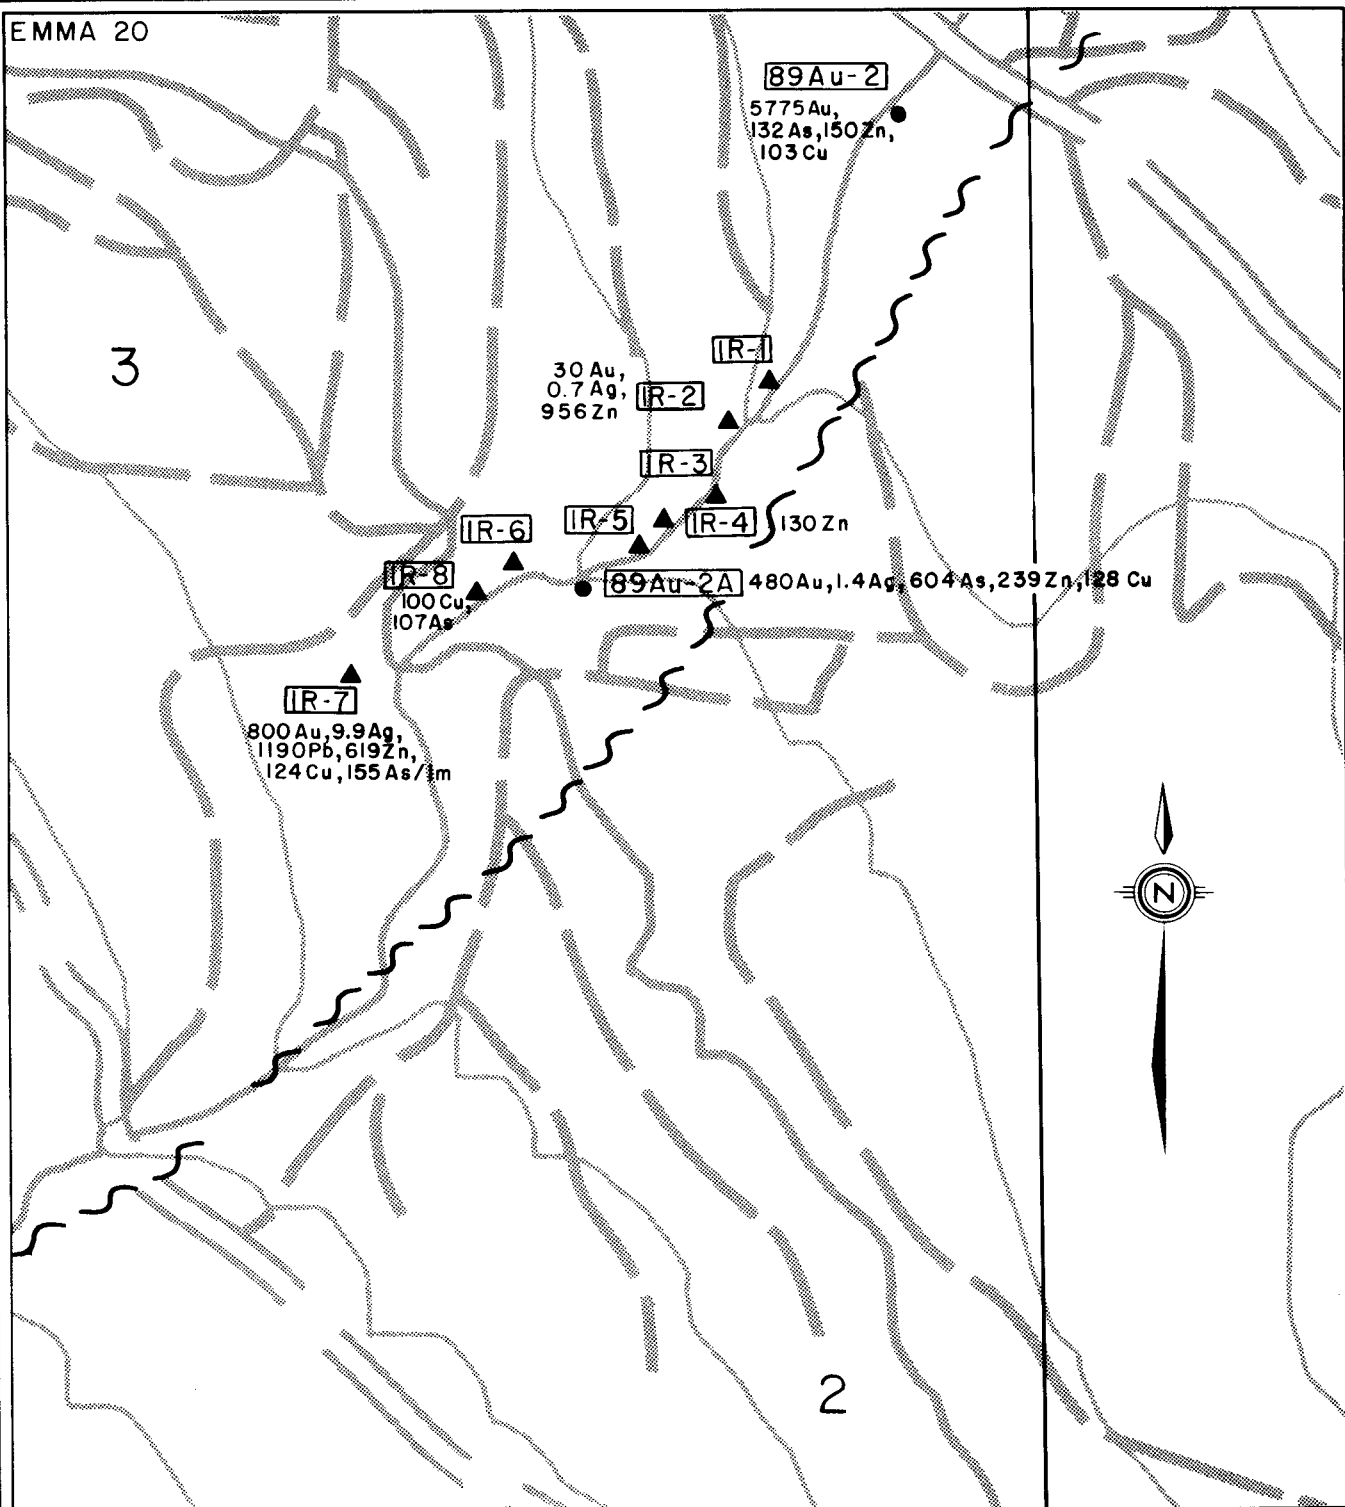 EMMA 20
89Au-2
5775Au,
132As,150Zn,
103Cu
3
IR-1
30Au,
0.7Ag,
956Zn
IR-2
IR-3
IR-4
130Zn
IR-5
IR-6
IR-8
100Cu,
107As
89Au-2A
480Au,1.4Ag,604As,239Zn,128Cu
IR-7
800Au,9.9Ag,
1190Pb,619Zn,
124Cu,155As/1m
N
2